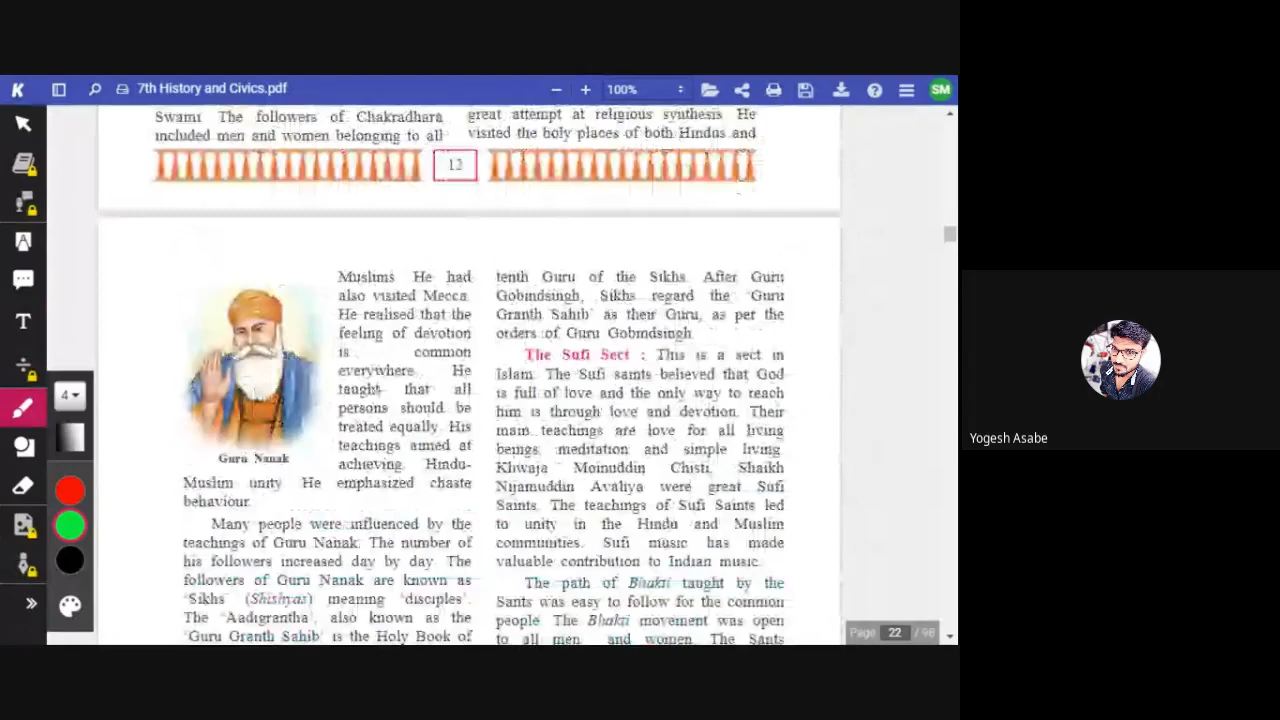 7th History and Civics.pdf
100%
SM
Swami The followers of Chakradhara
included men and women belonging to all
great attempt at religious synthesis He
visited the holy places of both Hindus and
12
Muslims He had
also visited Mecca.
He realised that the
feeling of devotion
is common
everywhere. He
taught that all
persons should be
treated equally. His
teachings aimed at
achieving Hindu-
Guru Nanak
Muslim unity He emphasized chaste
behaviour.
Many people were influenced by the
teachings of Guru Nanak. The number of
his followers increased day by day The
followers of Guru Nanak are known as
'Sikhs (Shishyas) meaning 'disciples'.
The 'Aadigrantha', also known as the
'Guru Granth Sahib' is the Holy Book of
tenth Guru of the Sikhs. After Guru
Gobindsingh, Sikhs regard the 'Guru
Granth Sahib' as their Guru, as per the
orders of Guru Gobindsingh
The Sufi Sect : This is a sect in
Islam. The Sufi saints believed that God
is full of love and the only way to reach
him is through love and devotion. Their
main teachings are love for all living
beings, meditation and simple living.
Khwaja Moinuddin Chisti, Shaikh
Nijamuddin Avaliya were great Sufi
Saints. The teachings of Sufi Saints led
to unity in the Hindu and Muslim
communities. Sufi music has made
valuable contribution to Indian music.
The path of Bhakti taught by the
Sants was easy to follow for the common
people. The Bhakti movement was open
to all men and women. The Sants
4
Page 22 / 98
Yogesh Asabe